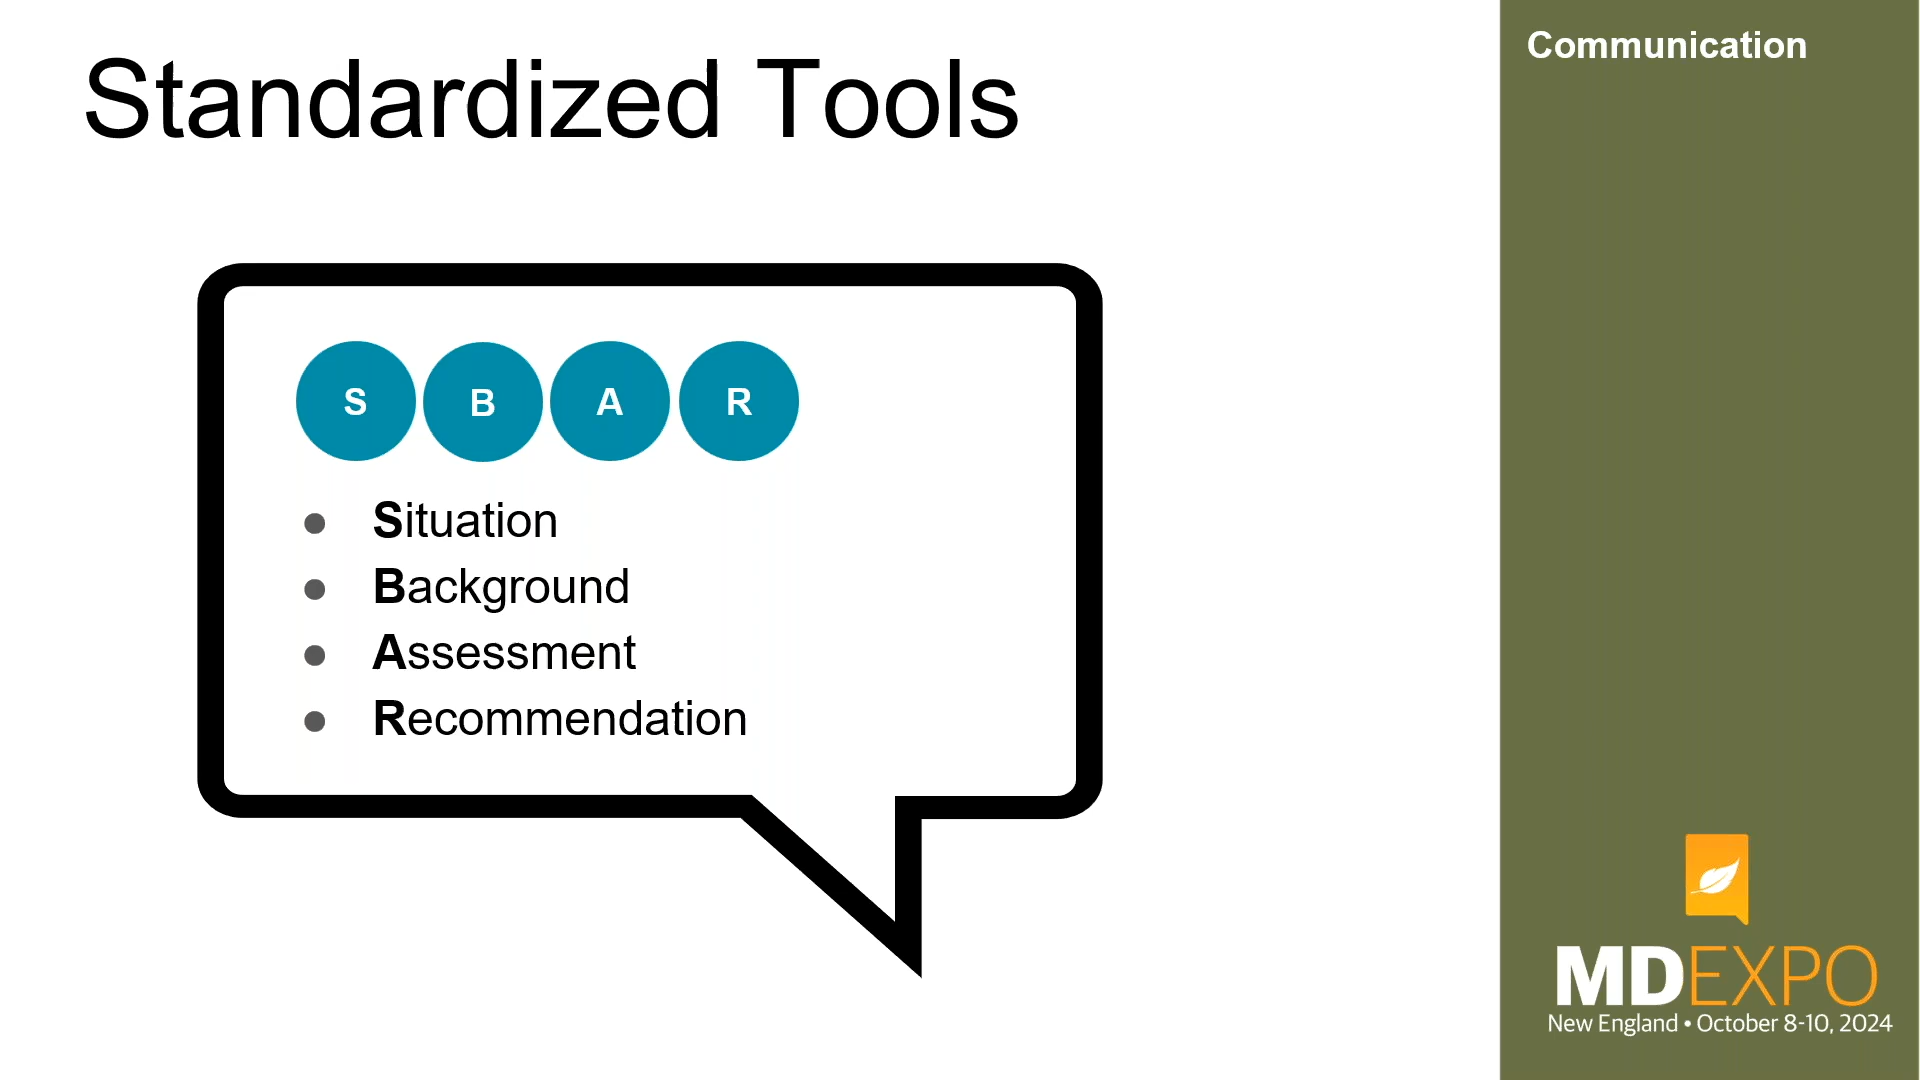 Standardized Tools
Communication
S B A R
● Situation
● Background
● Assessment
● Recommendation
MDEXPO
New England • October 8-10, 2024